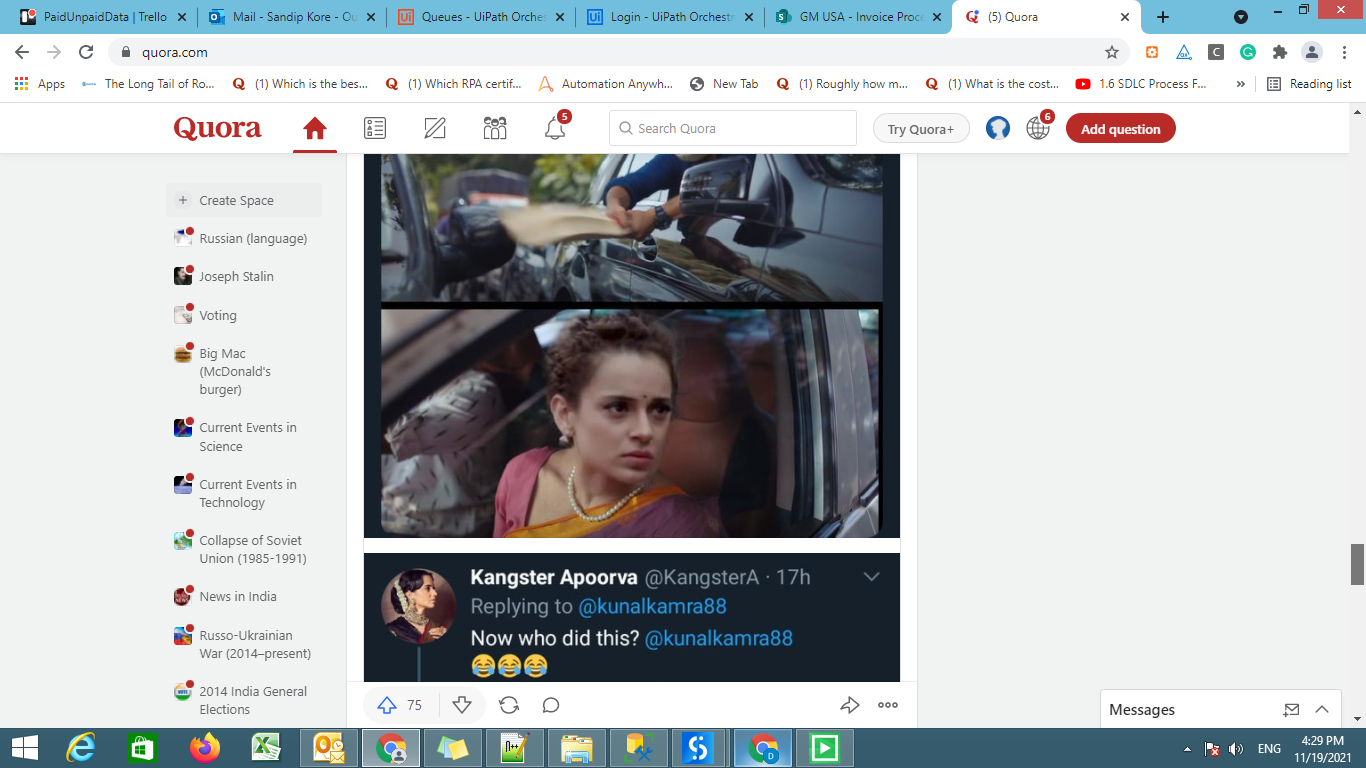 PaidUnpaidData | Trello
Mail - Sandip Kore - Ou
Queues - UiPath Orches
Login - UiPath Orchestr
GM USA - Invoice Proc
(5) Quora
quora.com
Apps
The Long Tail of Ro...
(1) Which is the bes...
(1) Which RPA certif...
Automation Anywh...
New Tab
(1) Roughly how m...
(1) What is the cost...
1.6 SDLC Process F...
»
Reading list
Quora
5
Search Quora
Try Quora+
6
Add question
Create Space
Russian (language)
Joseph Stalin
Voting
Big Mac
(McDonald's
burger)
Current Events in
Science
Current Events in
Technology
Collapse of Soviet
Union (1985-1991)
News in India
Russo-Ukrainian
War (2014–present)
2014 India General
Elections
Kangster Apoorva @KangsterA · 17h
Replying to @kunalkamra88
Now who did this? @kunalkamra88
😂😂😂
75
Messages
ENG
4:29 PM
11/19/2021